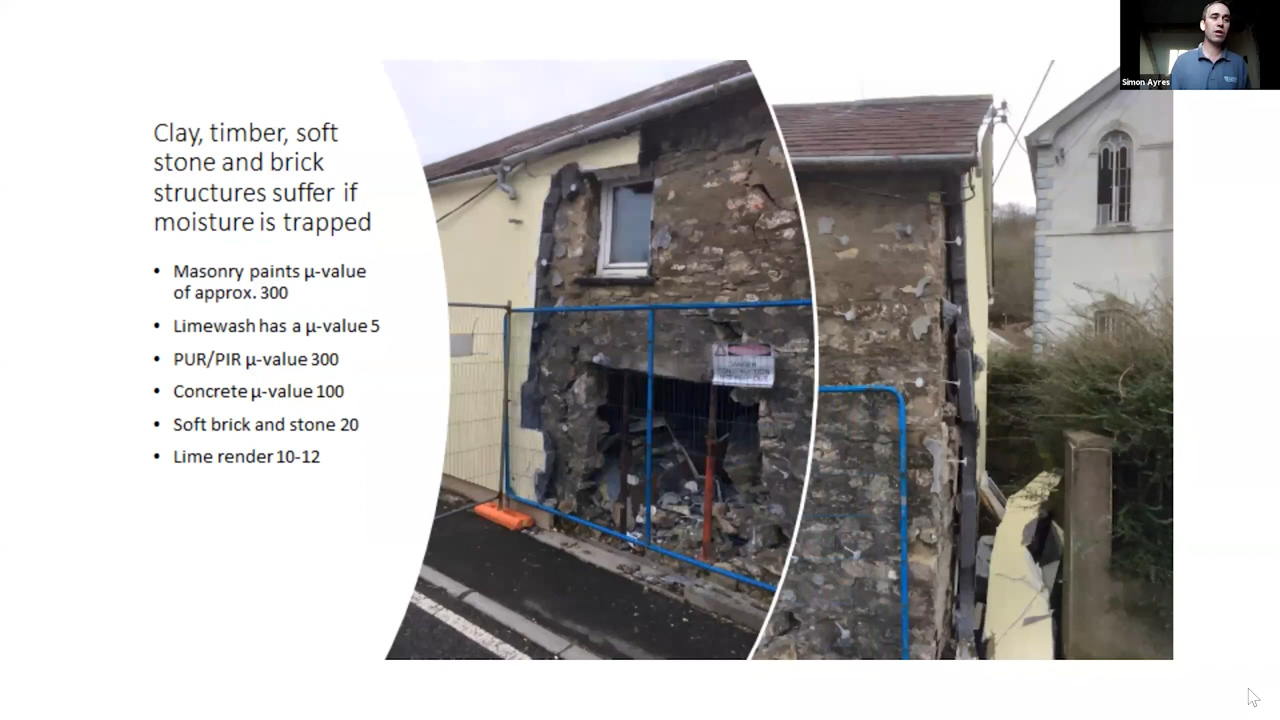 Simon Ayres
Clay, timber, soft
stone and brick
structures suffer if
moisture is trapped
• Masonry paints µ-value
of approx. 300
• Limewash has a µ-value 5
• PUR/PIR µ-value 300
• Concrete µ-value 100
• Soft brick and stone 20
• Lime render 10-12
DANGER
CONSTRUCTION